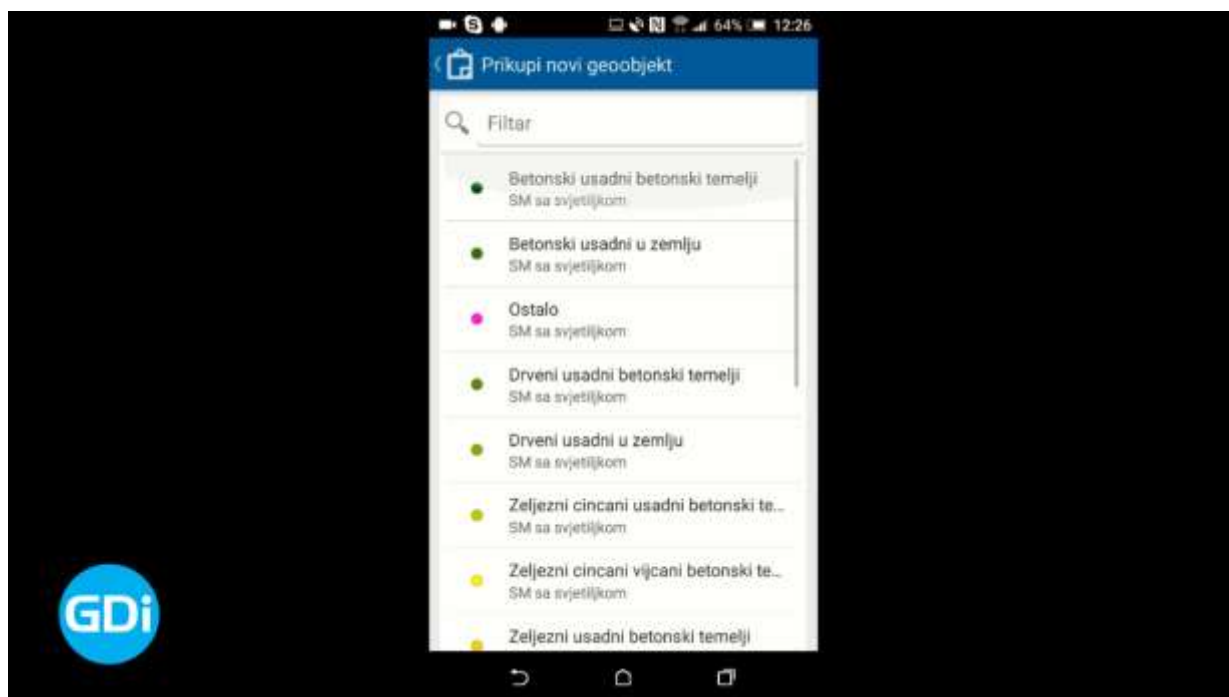 64% 12:26
Prikupi novi geoobjekt
Filtar
Betonski usadni betonski temelji
SM sa svjetiljkom
Betonski usadni u zemlju
SM sa svjetiljkom
Ostalo
SM sa svjetiljkom
Drveni usadni betonski temelji
SM sa svjetiljkom
Drveni usadni u zemlju
SM sa svjetiljkom
Zeljezni cincani usadni betonski te...
SM sa svjetiljkom
Zeljezni cincani vijcani betonski te...
SM sa svjetiljkom
Zeljezni usadni betonski temelji
GDi